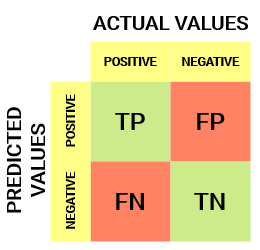 ACTUAL VALUES
POSITIVE NEGATIVE
PREDICTED
VALUES
POSITIVE
TP FP
NEGATIVE
FN TN